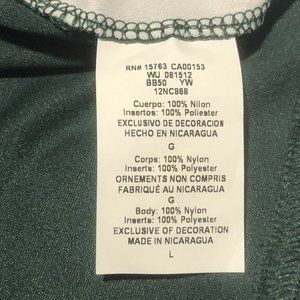 RN# 15763 CA00153
WU 081512
BB50 YW
12NC86B
Cuerpo: 100% Nilon
Insertos: 100% Poliester
EXCLUSIVO DE DECORACION
HECHO EN NICARAGUA
G
Corps: 100% Nylon
Inserts: 100% Polyester
ORNEMENTS NON COMPRIS
FABRIQUÉ AU NICARAGUA
G
Body: 100% Nylon
Inserts: 100% Polyester
EXCLUSIVE OF DECORATION
MADE IN NICARAGUA
L